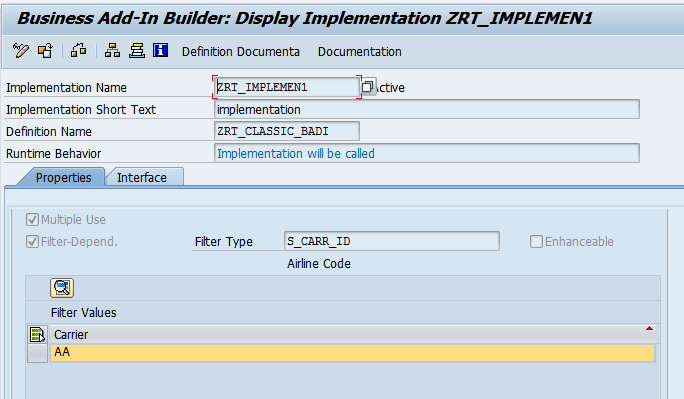 Business Add-In Builder: Display Implementation ZRT_IMPLEMEN1
Definition Documenta Documentation
Implementation Name ZRT_IMPLEMEN1 Active
Implementation Short Text implementation
Definition Name ZRT_CLASSIC_BADI
Runtime Behavior Implementation will be called
Properties Interface
Multiple Use
Filter-Depend. Filter Type S_CARR_ID Enhanceable
Airline Code
Filter Values
Carrier
AA